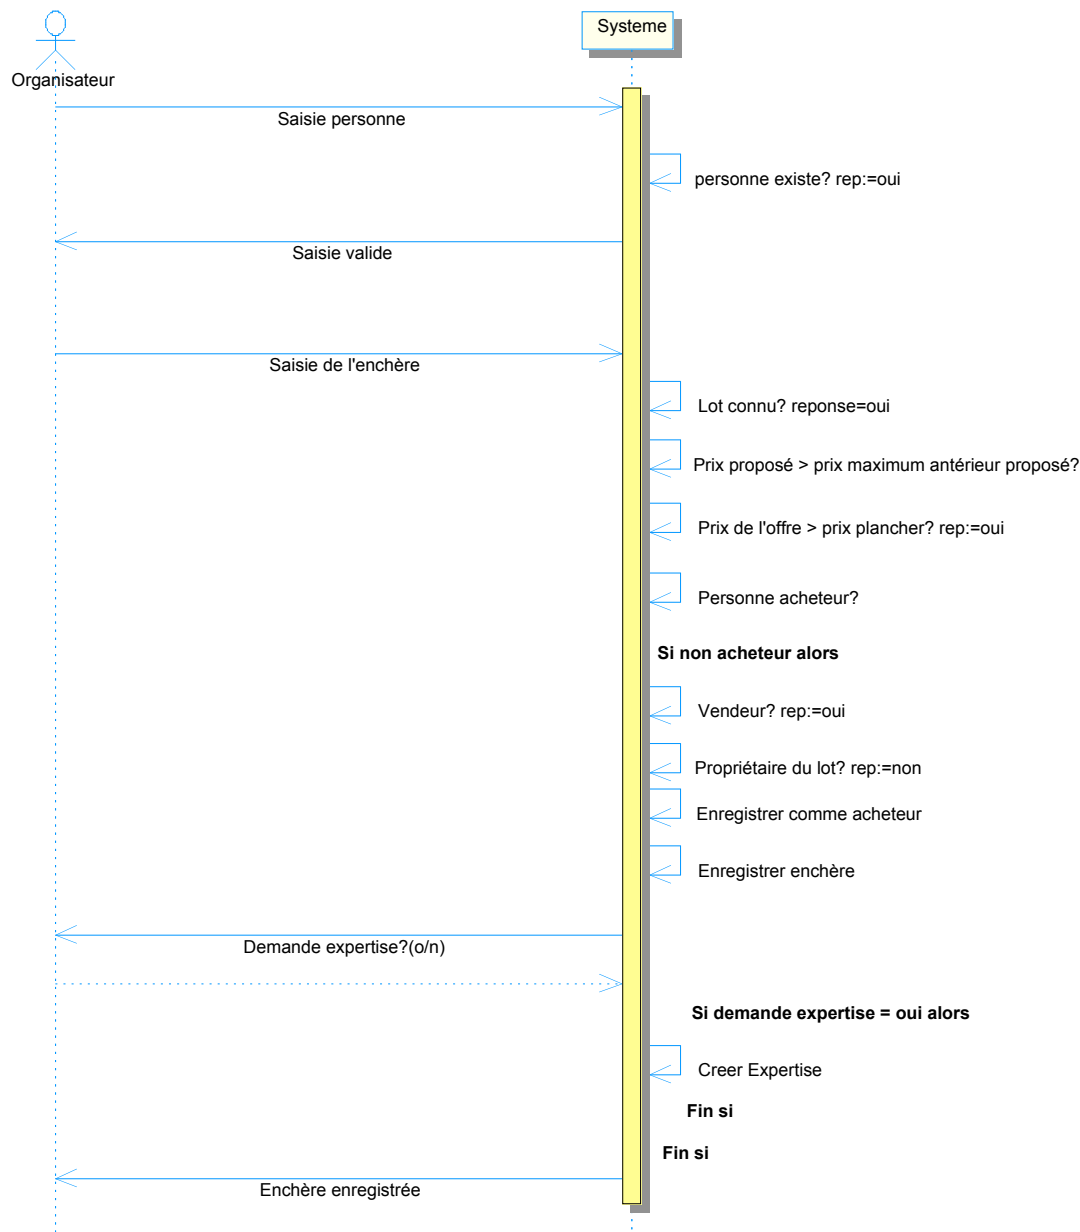 Systeme
Organisateur
Saisie personne
personne existe? rep:=oui
Saisie valide
Saisie de l'enchère
Lot connu? reponse=oui
Prix proposé > prix maximum antérieur proposé?
Prix de l'offre > prix plancher? rep:=oui
Personne acheteur?
Si non acheteur alors
Vendeur? rep:=oui
Propriétaire du lot? rep:=non
Enregistrer comme acheteur
Enregistrer enchère
Demande expertise?(o/n)
Si demande expertise = oui alors
Creer Expertise
Fin si
Fin si
Enchère enregistrée